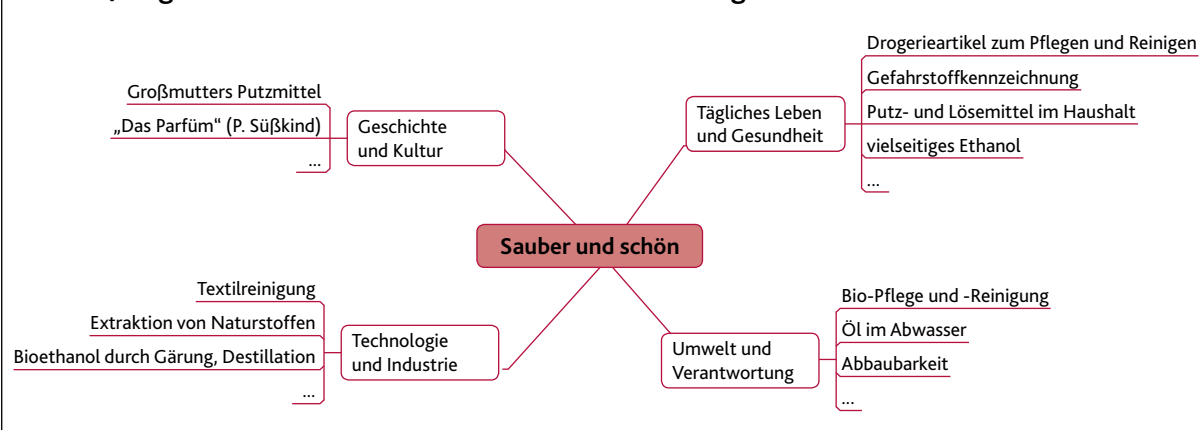 Großmutters Putzmittel
„Das Parfüm“ (P. Süßkind)
...
Geschichte
und Kultur
Drogerieartikel zum Pflegen und Reinigen
Gefahrstoffkennzeichnung
Putz- und Lösemittel im Haushalt
vielseitiges Ethanol
...
Tägliches Leben
und Gesundheit
Sauber und schön
Textilreinigung
Extraktion von Naturstoffen
Bioethanol durch Gärung, Destillation
...
Technologie
und Industrie
Umwelt und
Verantwortung
Bio-Pflege und -Reinigung
Öl im Abwasser
Abbaubarkeit
...